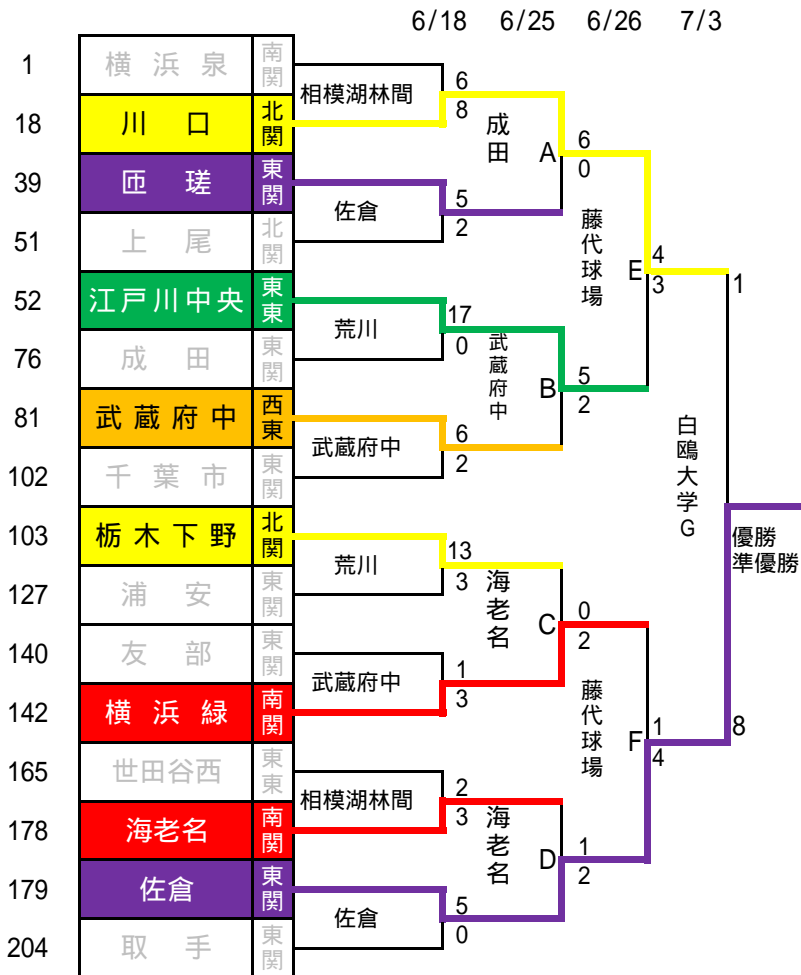 6/18 6/25 6/26 7/3
1 横浜泉 南関
18 川口 北関
相模湖林間 6 8
39 匝瑳 東関
51 上尾 北関
佐倉 5 2
成田 A 6 0
52 江戸川中央 東東
76 成田 東関
荒川 17 0
81 武蔵府中 西東
102 千葉市 東関
武蔵府中 6 2
武蔵府中 B 5 2
藤代球場 E 4 3
103 栃木下野 北関
127 浦安 東関
荒川 13 3
140 友部 東関
142 横浜緑 南関
武蔵府中 1 3
海老名 C 0 2
165 世田谷西 東東
178 海老名 南関
相模湖林間 2 3
179 佐倉 東関
204 取手 東関
佐倉 5 0
海老名 D 1 2
藤代球場 F 1 4
白鴎大学G 1 8
優勝
準優勝